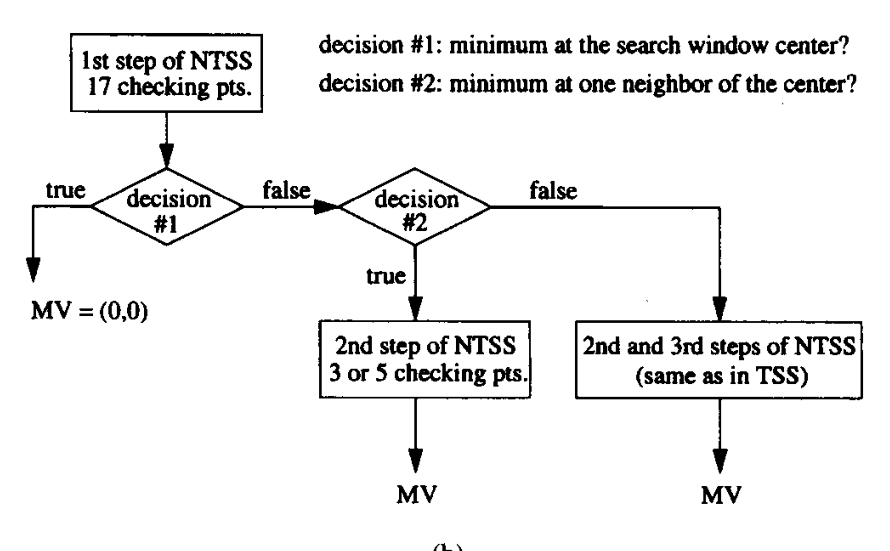 1st step of NTSS
17 checking pts.
decision #1: minimum at the search window center?
decision #2: minimum at one neighbor of the center?
true
decision
#1
false
decision
#2
false
MV = (0,0)
true
2nd step of NTSS
3 or 5 checking pts.
2nd and 3rd steps of NTSS
(same as in TSS)
MV
MV